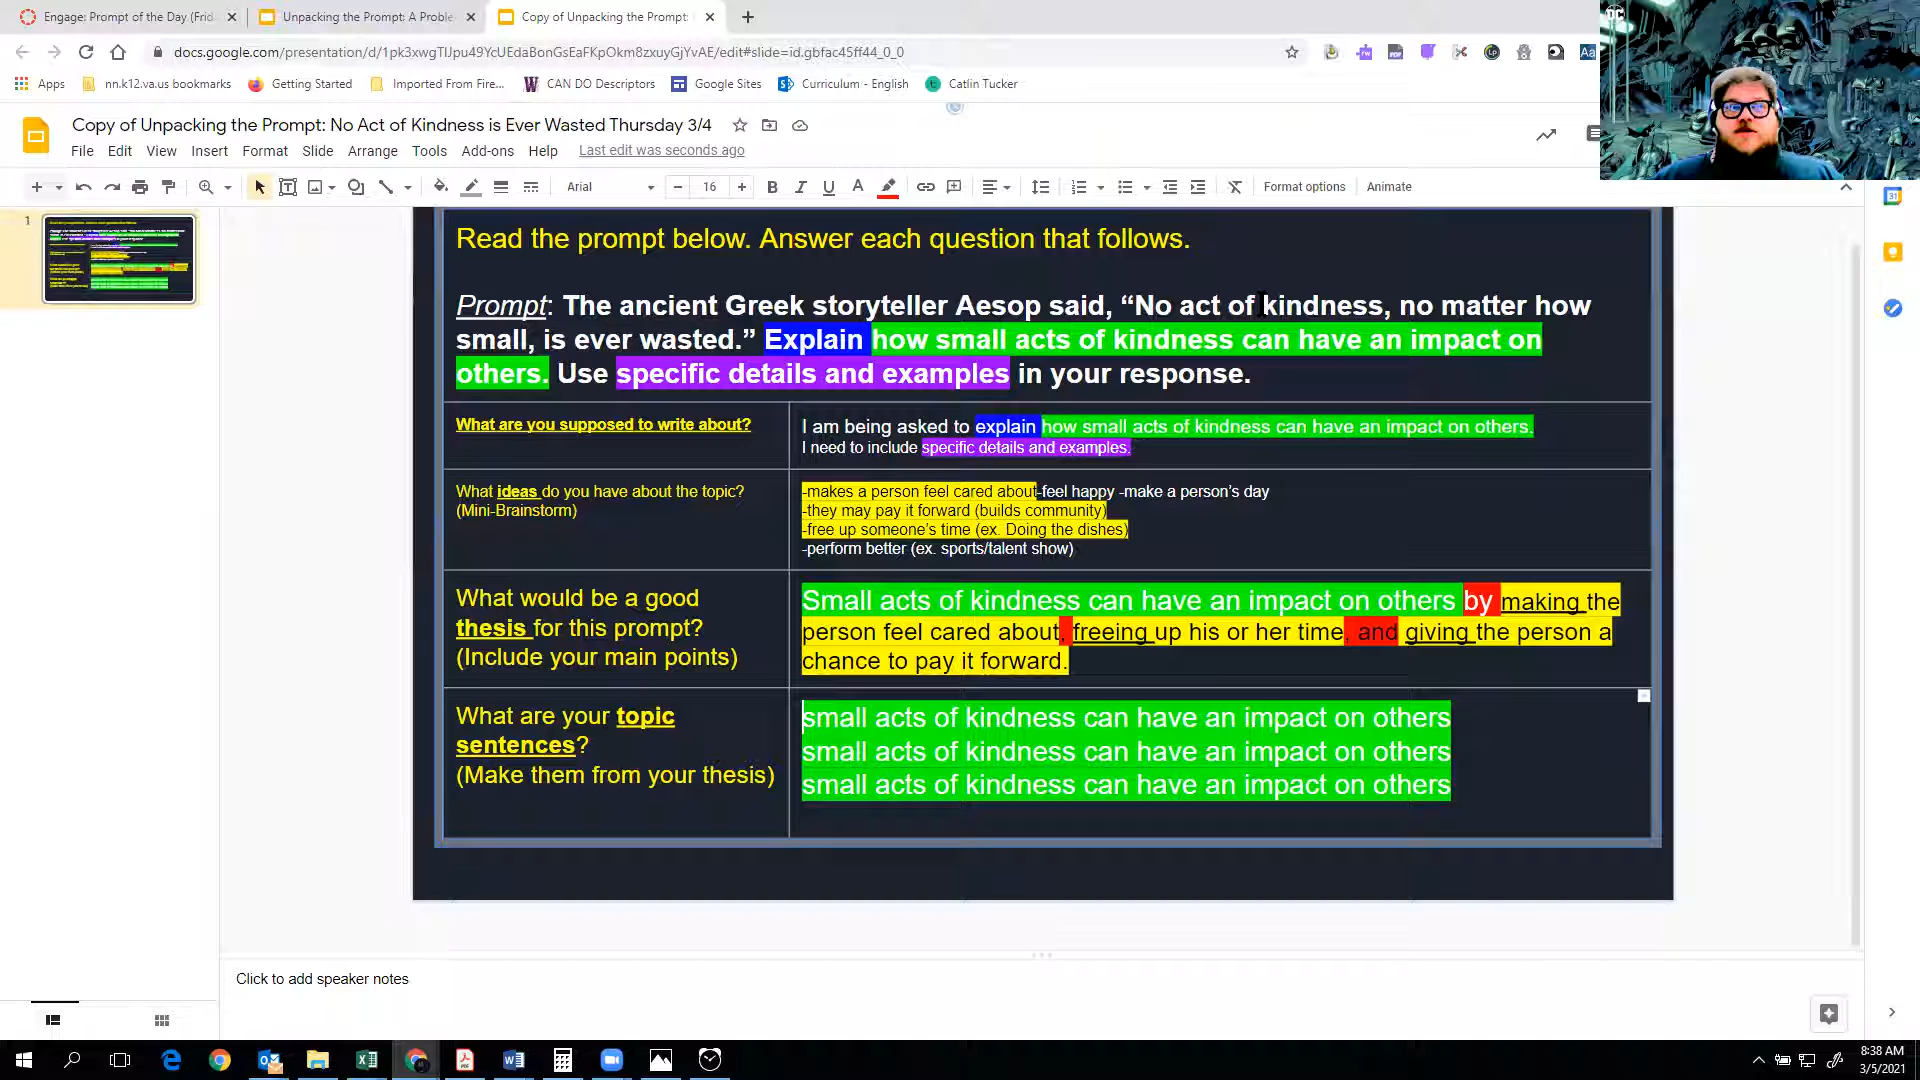 Engage: Prompt of the Day (Frid
Unpacking the Prompt: A Proble
Copy of Unpacking the Prompt:
docs.google.com/presentation/d/1pk3xwgTlJpu49YcUEdaBonGsEaFKpOkm8zxuyGjYvAE/edit#slide=id.gbfac45ff44_0_0
Apps
nn.k12.va.us bookmarks
Getting Started
Imported From Fire...
CAN DO Descriptors
Google Sites
Curriculum - English
Catlin Tucker
DC
Copy of Unpacking the Prompt: No Act of Kindness is Ever Wasted Thursday 3/4
File Edit View Insert Format Slide Arrange Tools Add-ons Help Last edit was seconds ago
Arial 16 Format options Animate
1
Read the prompt below. Answer each question that follows.
Prompt: The ancient Greek storyteller Aesop said, “No act of kindness, no matter how
small, is ever wasted.” Explain how small acts of kindness can have an impact on
others. Use specific details and examples in your response.
What are you supposed to write about?
I am being asked to explain how small acts of kindness can have an impact on others.
I need to include specific details and examples.
What ideas do you have about the topic?
(Mini-Brainstorm)
-makes a person feel cared about-feel happy -make a person’s day
-they may pay it forward (builds community)
-free up someone’s time (ex. Doing the dishes)
-perform better (ex. sports/talent show)
What would be a good
thesis for this prompt?
(Include your main points)
Small acts of kindness can have an impact on others by making the
person feel cared about, freeing up his or her time, and giving the person a
chance to pay it forward.
What are your topic
sentences?
(Make them from your thesis)
small acts of kindness can have an impact on others
small acts of kindness can have an impact on others
small acts of kindness can have an impact on others
Click to add speaker notes
8:38 AM
3/5/2021